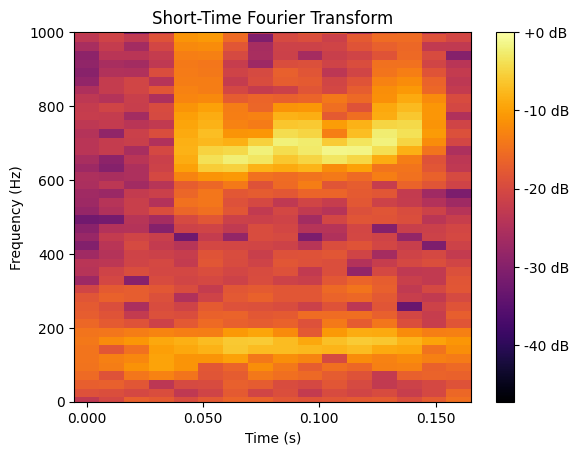 Short-Time Fourier Transform
1000
800
600
400
200
0
Frequency (Hz)
0.000
0.050
0.100
0.150
Time (s)
+0 dB
-10 dB
-20 dB
-30 dB
-40 dB